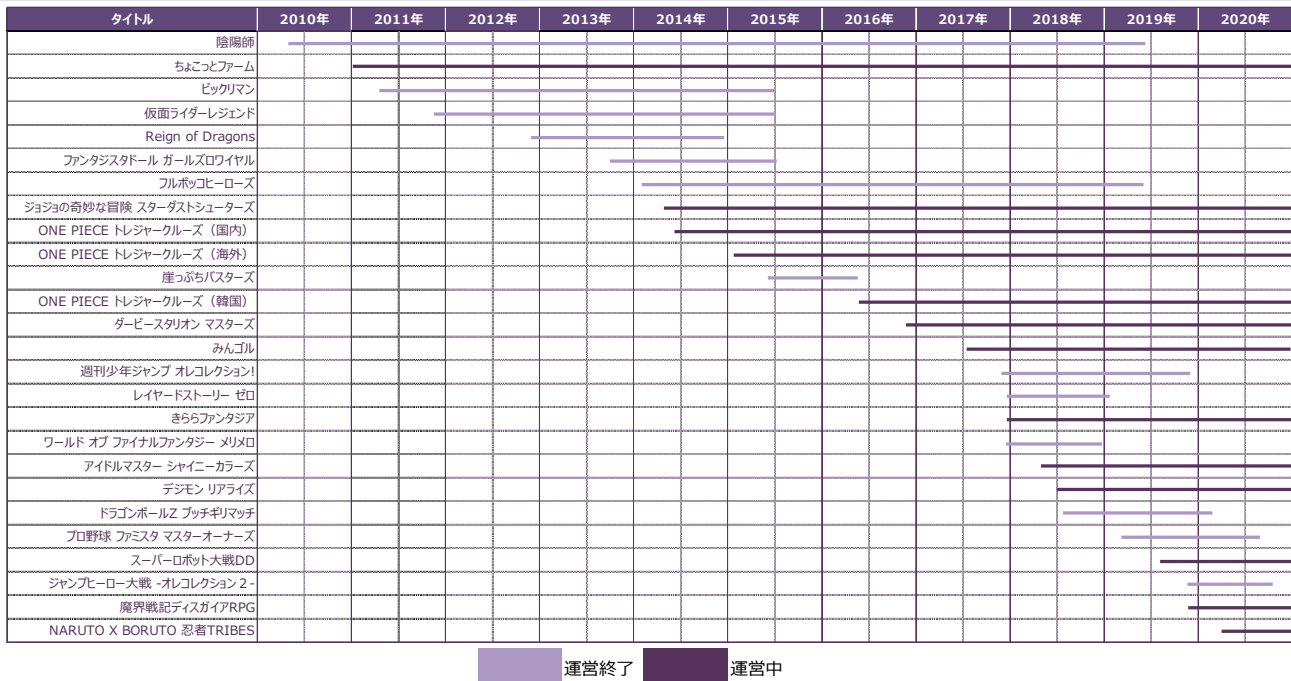 タイトル 2010年 2011年 2012年 2013年 2014年 2015年 2016年 2017年 2018年 2019年 2020年
陰陽師
ちょこっとファーム
ビックリマン
仮面ライダーレジェンド
Reign of Dragons
ファンタジスタドール ガールズロワイヤル
フルボッコヒーローズ
ジョジョの奇妙な冒険 スターダストシューターズ
ONE PIECE トレジャークルーズ（国内）
ONE PIECE トレジャークルーズ（海外）
崖っぷちバスターズ
ONE PIECE トレジャークルーズ（韓国）
ダービースタリオン マスターズ
みんゴル
週刊少年ジャンプ オレコレクション!
レイヤードストーリー ゼロ
きららファンタジア
ワールド オブ ファイナルファンタジー メリメロ
アイドルマスター シャイニーカラーズ
デジモン リアライズ
ドラゴンボールZ ブッチギリマッチ
プロ野球 ファミスタ マスターオーナーズ
スーパーロボット大戦DD
ジャンプヒーロー大戦 -オレコレクション２-
魔界戦記ディスガイアRPG
NARUTO X BORUTO 忍者TRIBES
運営終了 運営中